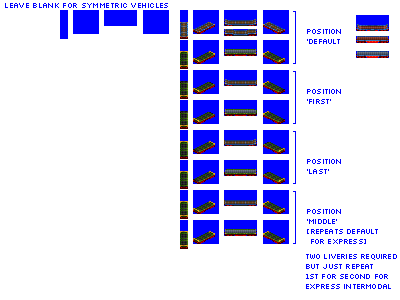 LEAVE BLANK FOR SYMMETRIC VEHICLES
POSITION
'DEFAULT
POSITION
'FIRST'
POSITION
'LAST'
POSITION
'MIDDLE'
[REPEATS DEFAULT
FOR EXPRESS]
TWO LIVERIES REQUIRED
BUT JUST REPEAT
1ST FOR SECOND FOR
EXPRESS INTERMODAL